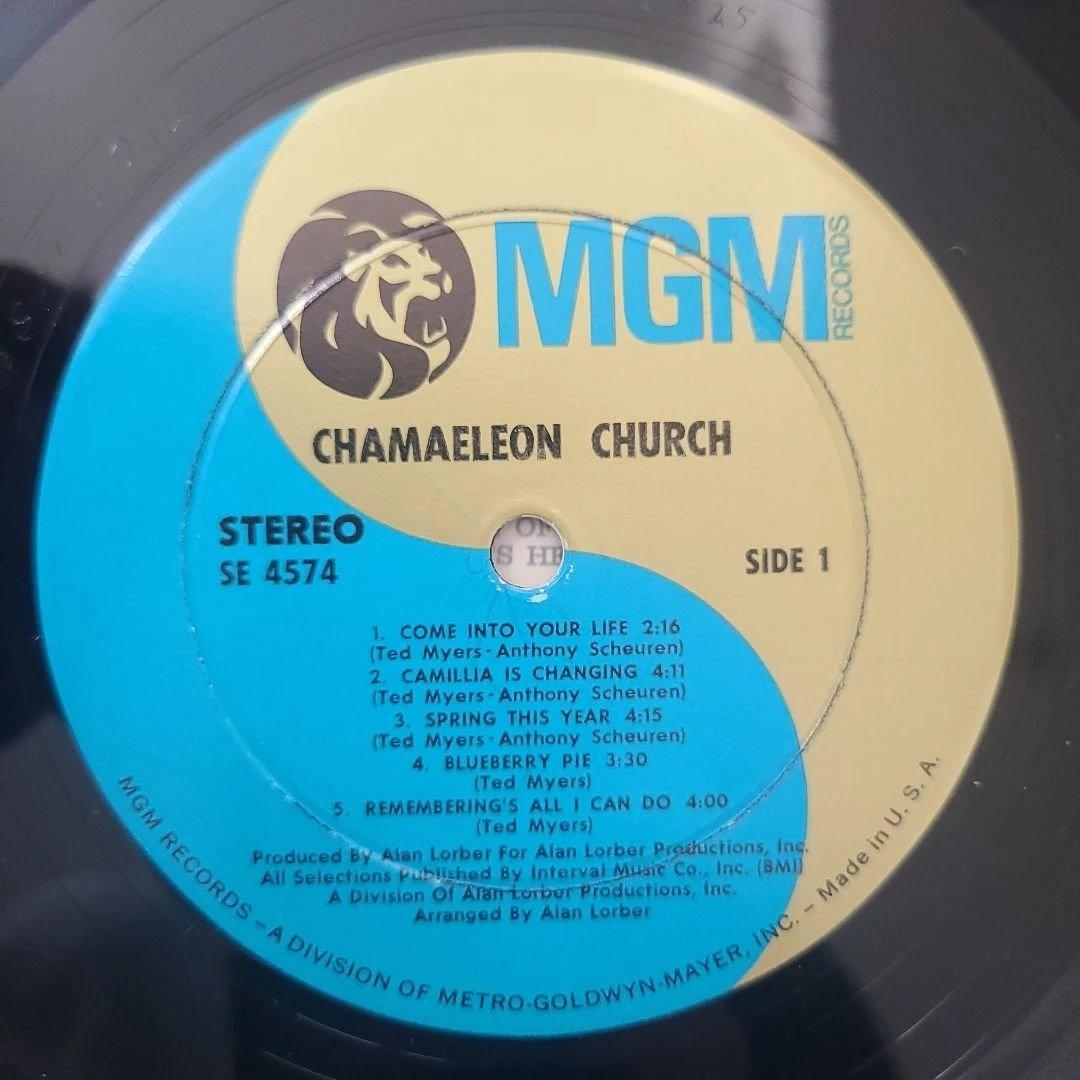 MGM
RECORDS
CHAMAELEON CHURCH
STEREO
SE 4574
SIDE 1
OF
S HE
1. COME INTO YOUR LIFE 2:16
(Ted Myers-Anthony Scheuren)
2. CAMILLIA IS CHANGING 4:11
(Ted Myers-Anthony Scheuren)
3. SPRING THIS YEAR 4:15
(Ted Myers-Anthony Scheuren)
4. BLUEBERRY PIE 3:30
(Ted Myers)
5. REMEMBERING'S ALL I CAN DO 4:00
(Ted Myers)
Produced By Alan Lorber For Alan Lorber Productions, Inc.
All Selections Published By Interval Music Co., Inc. (BMI)
A Division Of Alan Lorber Productions, Inc.
Arranged By Alan Lorber
MGM RECORDS – A DIVISION OF METRO-GOLDWYN-MAYER, INC. – Made in U. S. A.